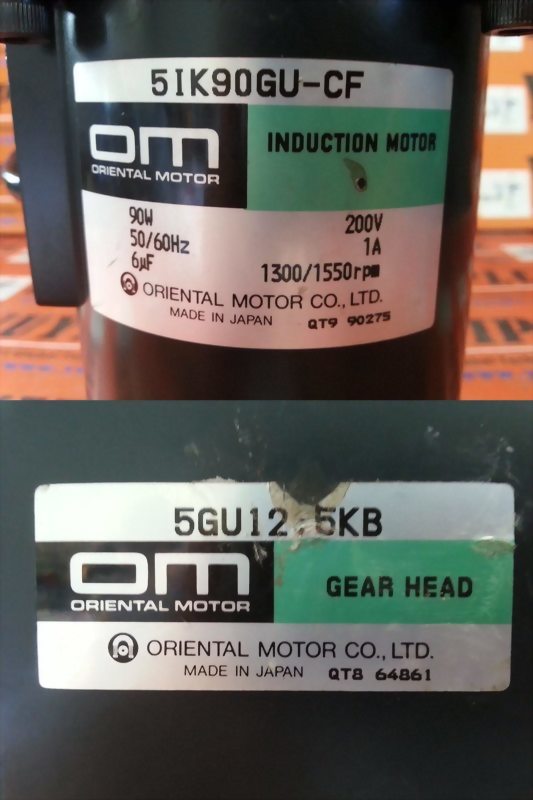 5IK90GU-CF
OM
ORIENTAL MOTOR
INDUCTION MOTOR
90W 200V
50/60Hz 1A
6µF 1300/1550rpm
ORIENTAL MOTOR CO., LTD.
MADE IN JAPAN QT9 90275
5GU12.5KB
OM
ORIENTAL MOTOR
GEAR HEAD
ORIENTAL MOTOR CO., LTD.
MADE IN JAPAN QT8 64861